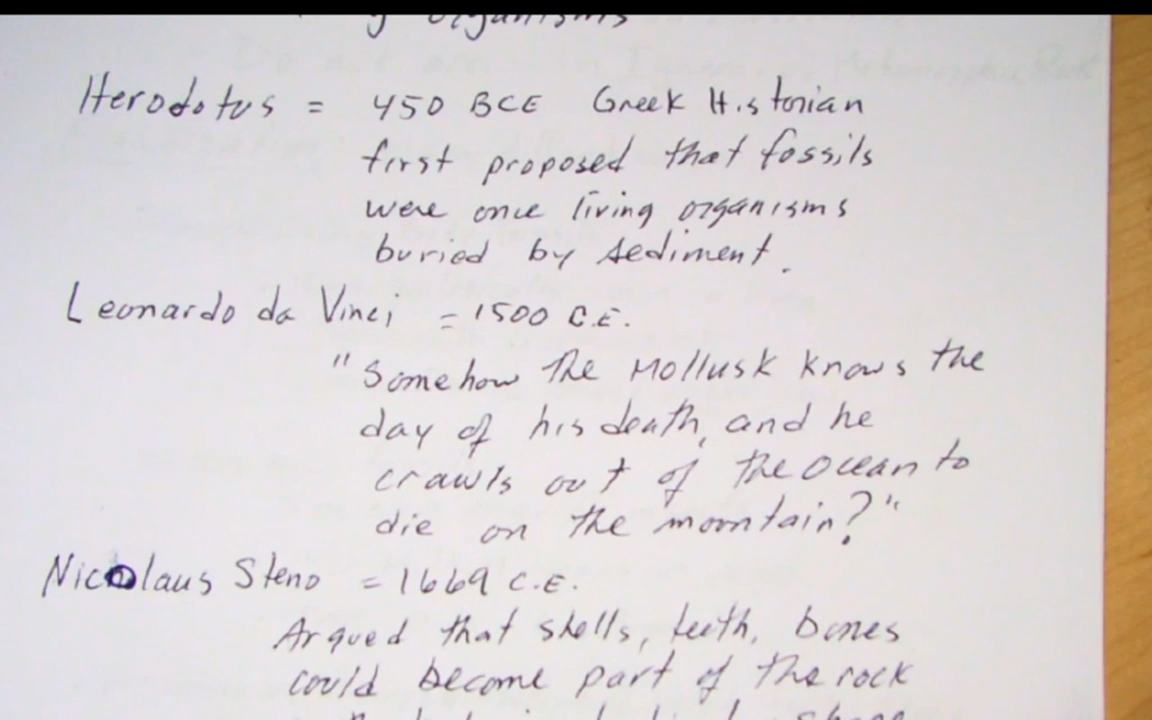 organisms
Herodotus = 450 BCE Greek Historian
first proposed that fossils
were once living organisms
buried by sediment.
Leonardo da Vinci = 1500 C.E.
"Somehow the Mollusk knows the
day of his death, and he
crawls out of the ocean to
die on the mountain?"
Nicolaus Steno = 1669 C.E.
Argued that shells, teeth, bones
could become part of the rock